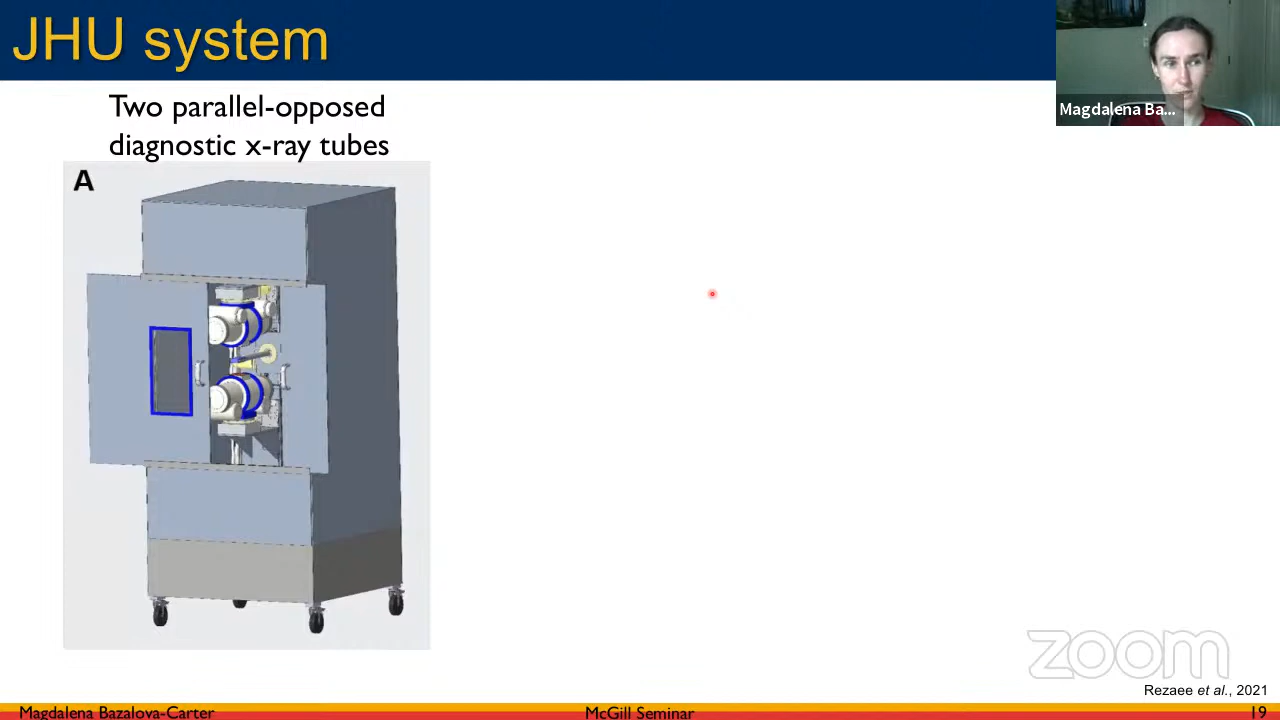 JHU system
Magdalena Ba...
Two parallel-opposed
diagnostic x-ray tubes
A
zoom
Rezaee et al., 2021
Magdalena Bazalova-Carter
McGill Seminar
19